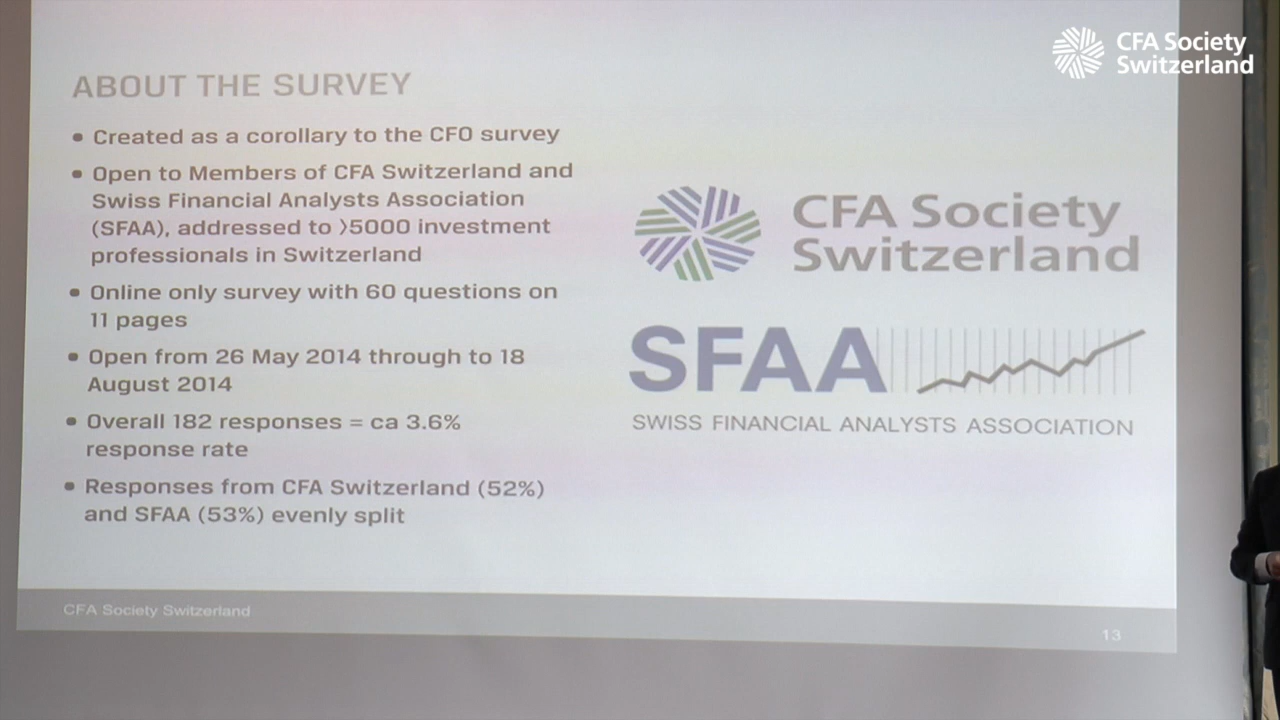 CFA Society
Switzerland
ABOUT THE SURVEY
• Created as a corollary to the CFO survey
• Open to Members of CFA Switzerland and
Swiss Financial Analysts Association
(SFAA), addressed to >5000 investment
professionals in Switzerland
• Online only survey with 60 questions on
11 pages
• Open from 26 May 2014 through to 18
August 2014
• Overall 182 responses = ca 3.6%
response rate
• Responses from CFA Switzerland (52%)
and SFAA (53%) evenly split
CFA Society
Switzerland
SFAA
SWISS FINANCIAL ANALYSTS ASSOCIATION
CFA Society Switzerland
13